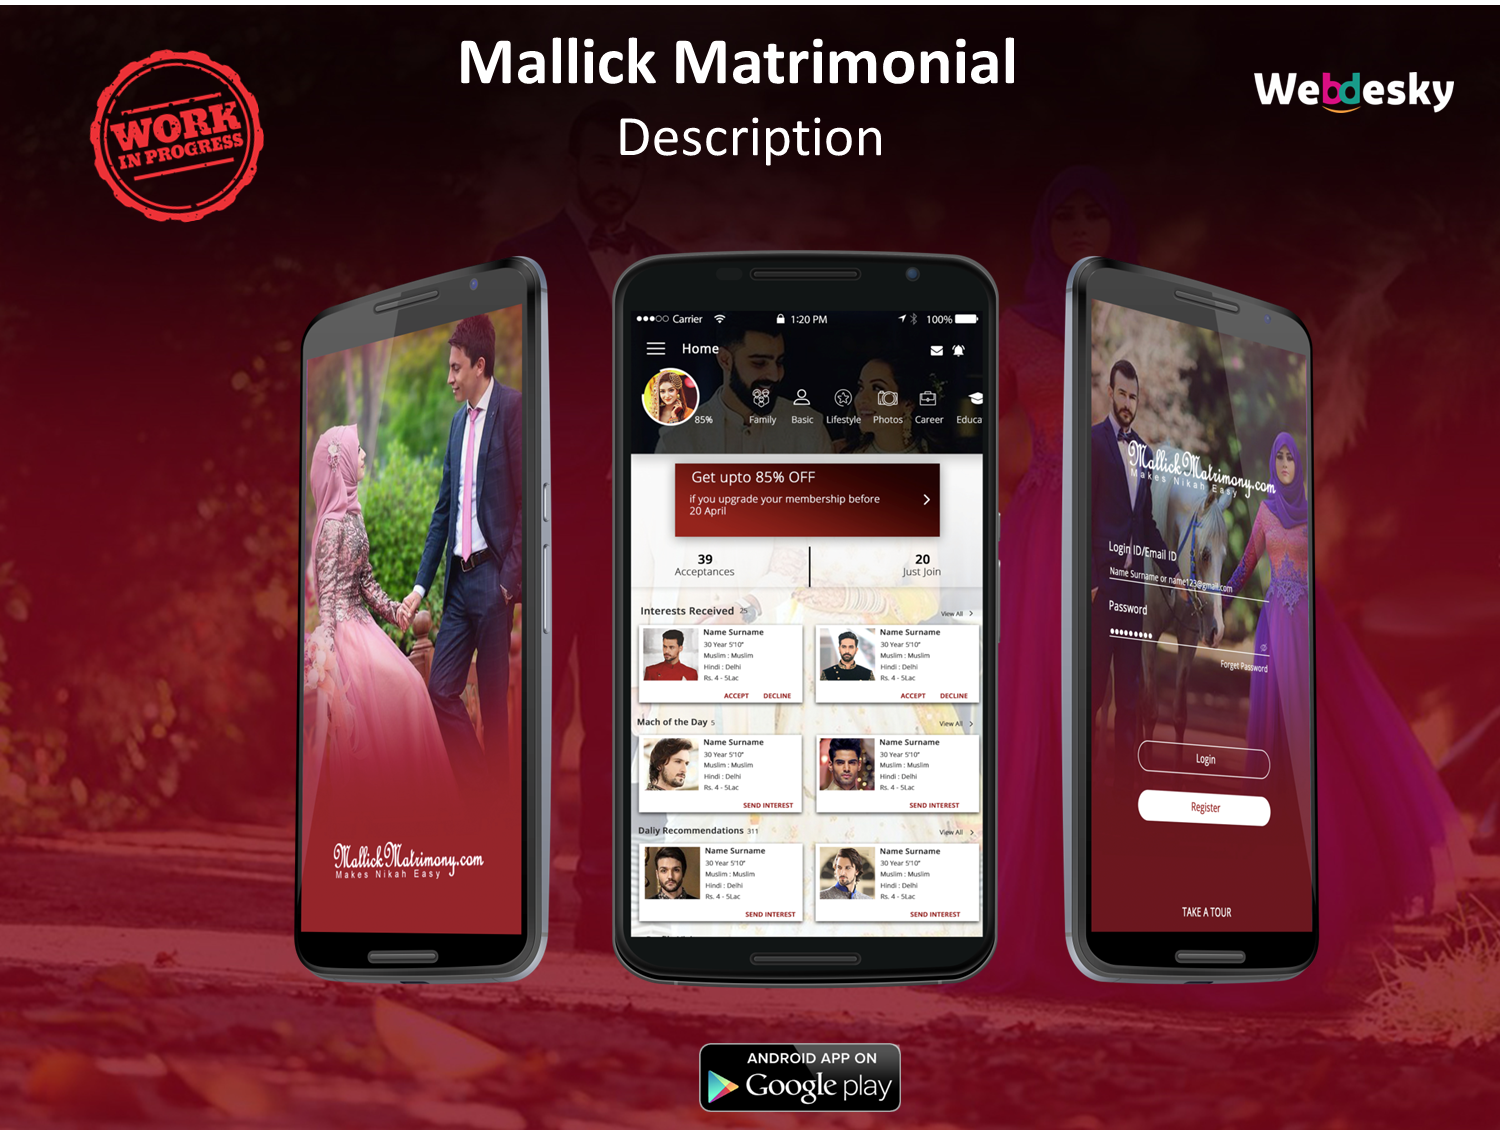 Mallick Matrimonial
Description
WORK
IN PROGRESS
Webdesky
MallickMatrimony.com
Makes Nikah Easy
Carrier
1:20 PM
100%
Home
85%
Family
Basic
Lifestyle
Photos
Career
Educa
Get upto 85% OFF
if you upgrade your membership before
20 April
39
Acceptances
20
Just Join
Interests Received 25
View All
Name Surname
30 Year 5'10"
Muslim : Muslim
Hindi : Delhi
Rs. 4 - 5Lac
ACCEPT DECLINE
Name Surname
30 Year 5'10"
Muslim : Muslim
Hindi : Delhi
Rs. 4 - 5Lac
ACCEPT DECLINE
Mach of the Day 5
View All
Name Surname
30 Year 5'10"
Muslim : Muslim
Hindi : Delhi
Rs. 4 - 5Lac
SEND INTEREST
Name Surname
30 Year 5'10"
Muslim : Muslim
Hindi : Delhi
Rs. 4 - 5Lac
SEND INTEREST
Dally Recommendations 311
View All
Name Surname
30 Year 5'10"
Muslim : Muslim
Hindi : Delhi
Rs. 4 - 5Lac
SEND INTEREST
Name Surname
30 Year 5'10"
Muslim : Muslim
Hindi : Delhi
Rs. 4 - 5Lac
SEND INTEREST
MallickMatrimony.com
Makes Nikah Easy
Login ID/Email ID
Name Surname or name123@gmail.com
Password
Forget Password
Login
Register
TAKE A TOUR
ANDROID APP ON
Google play